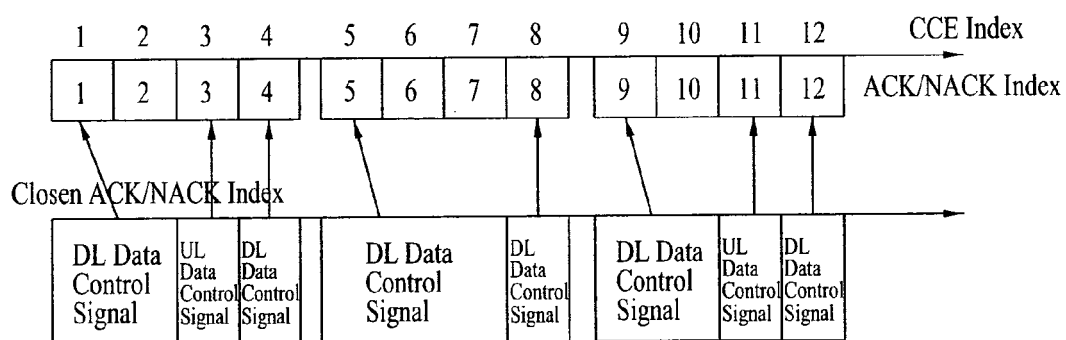 1 2 3 4 5 6 7 8 9 10 11 12 CCE Index
1 2 3 4 5 6 7 8 9 10 11 12 ACK/NACK Index
Closen ACK/NACK Index
DL Data
Control
Signal
UL
Data
Control
Signal
DL
Data
Control
Signal
DL Data
Control
Signal
DL
Data
Control
Signal
DL Data
Control
Signal
UL
Data
Control
Signal
DL
Data
Control
Signal